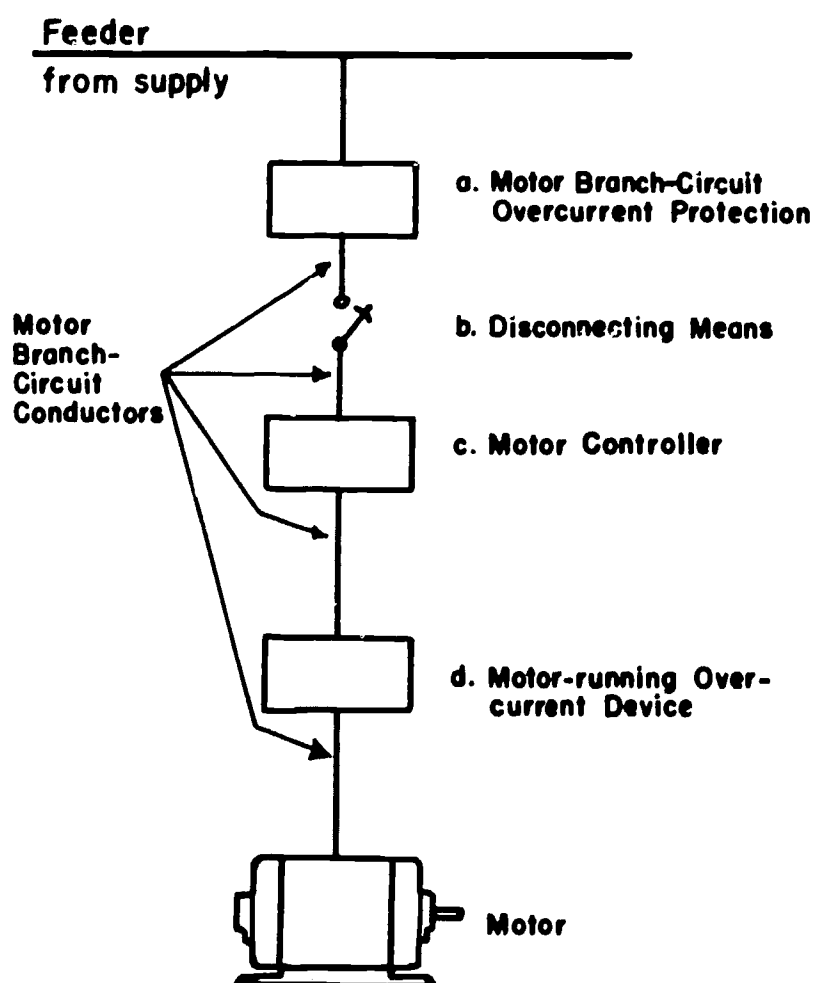 Feeder
from supply
a. Motor Branch-Circuit
Overcurrent Protection
Motor
Branch-
Circuit
Conductors
b. Disconnecting Means
c. Motor Controller
d. Motor-running Over-
current Device
Motor